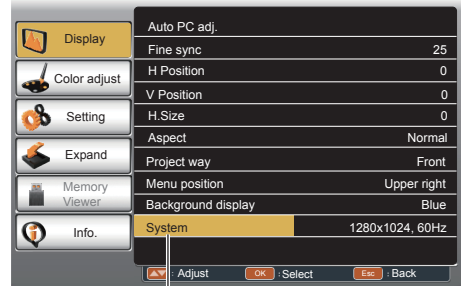 Display
Color adjust
Setting
Expand
Memory
Viewer
Info.
Auto PC adj.
Fine sync 25
H Position 0
V Position 0
H.Size 0
Aspect Normal
Project way Front
Menu position Upper right
Background display Blue
System 1280x1024, 60Hz
: Adjust OK : Select Esc : Back